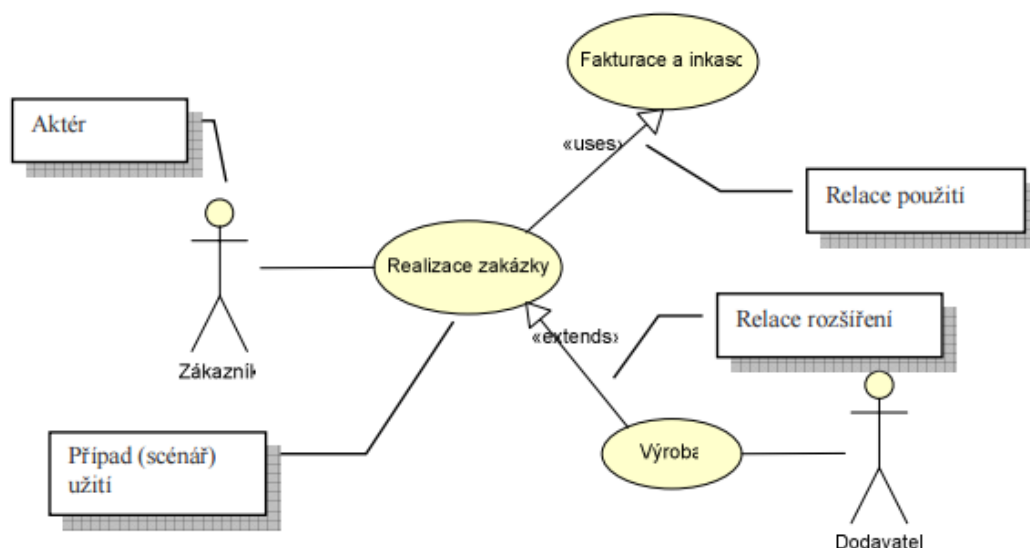 Fakturace a inkasc
Aktér
«uses»
Relace použití
Realizace zakázky
Relace rozšíření
«extends»
Zákazník
Případ (scénář)
užití
Výroba
Dodavatel